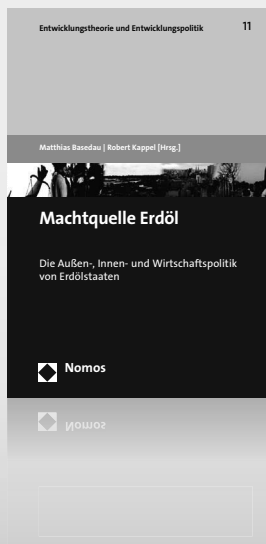 Entwicklungstheorie und Entwicklungspolitik 11
Matthias Basedau | Robert Kappel [Hrsg.]
Machtquelle Erdöl
Die Außen-, Innen- und Wirtschaftspolitik
von Erdölstaaten
Nomos
Nomos